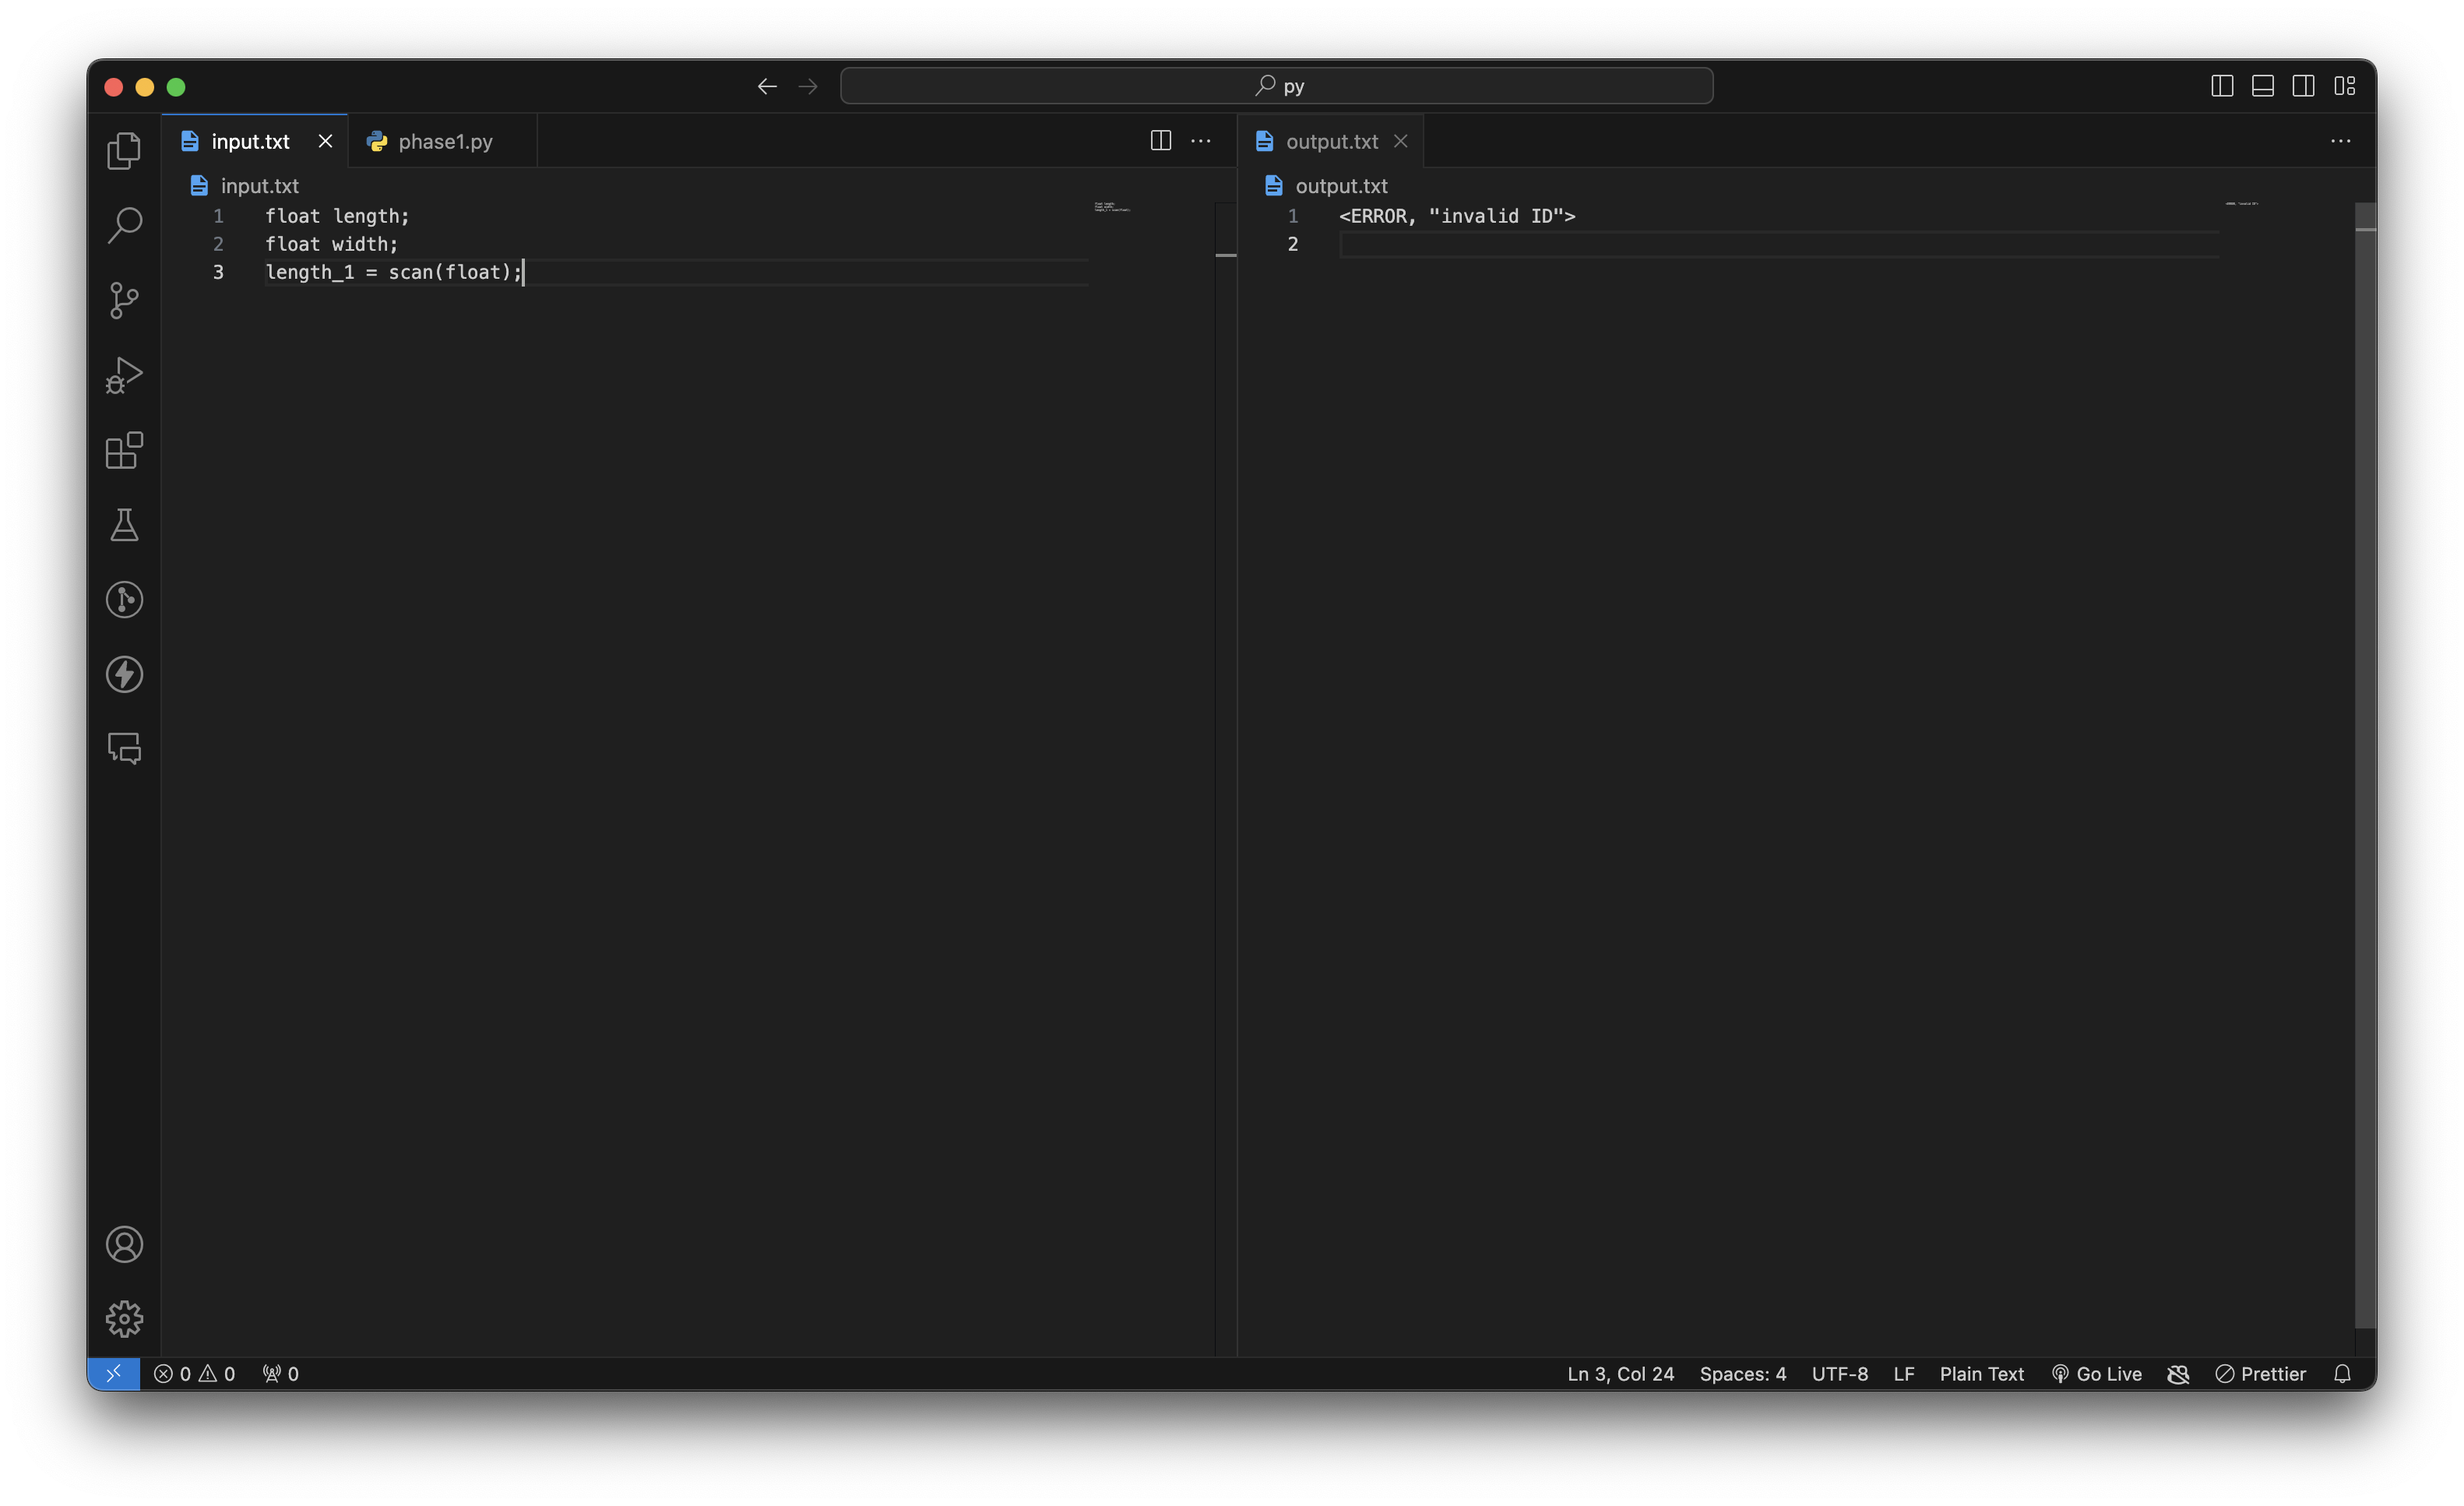 py
input.txt
phase1.py
output.txt
input.txt
1 float length;
2 float width;
3 length_1 = scan(float);
output.txt
1 <ERROR, "invalid ID">
2
0 0 0
Ln 3, Col 24 Spaces: 4 UTF-8 LF Plain Text Go Live Prettier